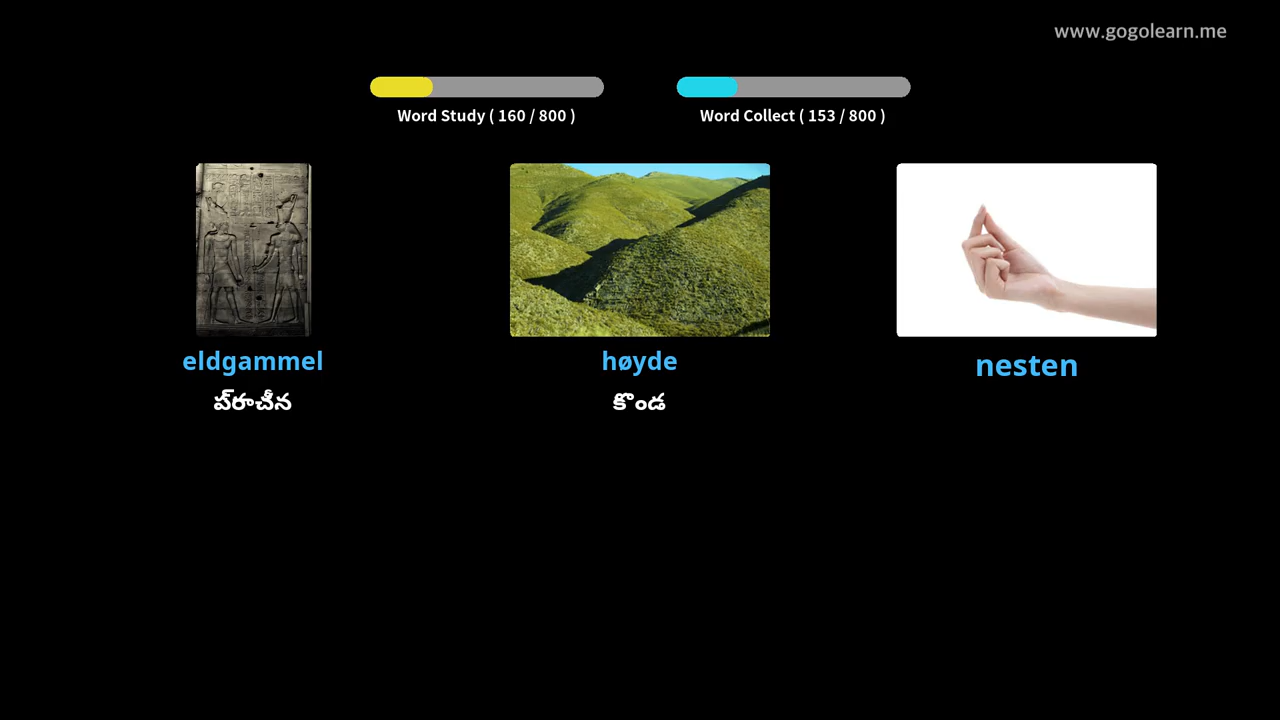 www.gogolearn.me
Word Study ( 160 / 800 )
Word Collect ( 153 / 800 )
eldgammel
høyde
nesten
ప్రాచీన
కొండ